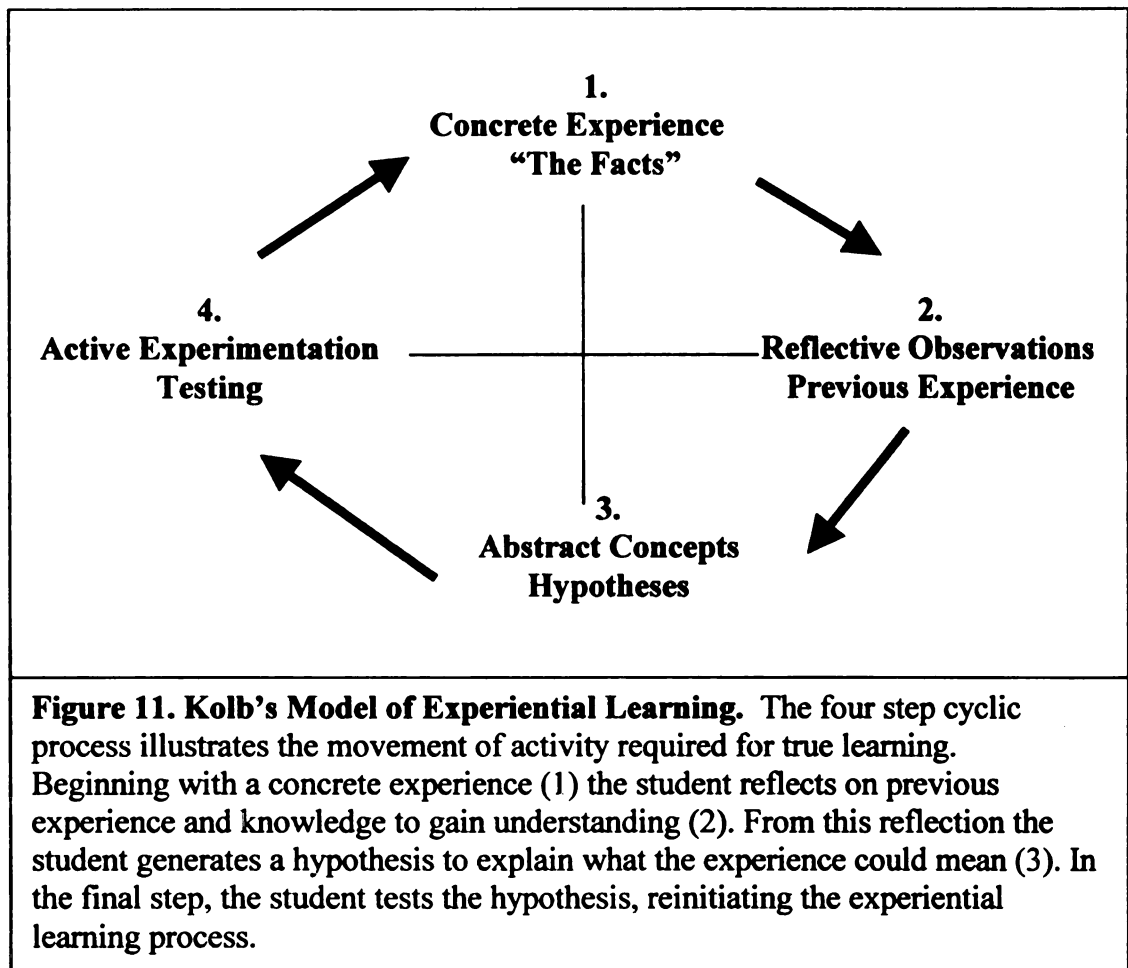 1.
Concrete Experience
“The Facts”
2.
Reflective Observations
Previous Experience
3.
Abstract Concepts
Hypotheses
4.
Active Experimentation
Testing
Figure 11. Kolb’s Model of Experiential Learning. The four step cyclic
process illustrates the movement of activity required for true learning.
Beginning with a concrete experience (1) the student reflects on previous
experience and knowledge to gain understanding (2). From this reflection the
student generates a hypothesis to explain what the experience could mean (3). In
the final step, the student tests the hypothesis, reinitiating the experiential
learning process.